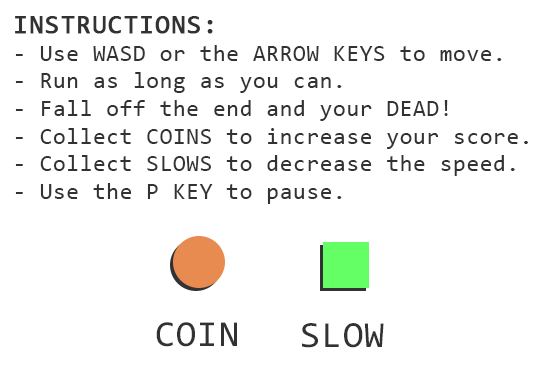 INSTRUCTIONS:
- Use WASD or the ARROW KEYS to move.
- Run as long as you can.
- Fall off the end and your DEAD!
- Collect COINS to increase your score.
- Collect SLOWS to decrease the speed.
- Use the P KEY to pause.
COIN SLOW